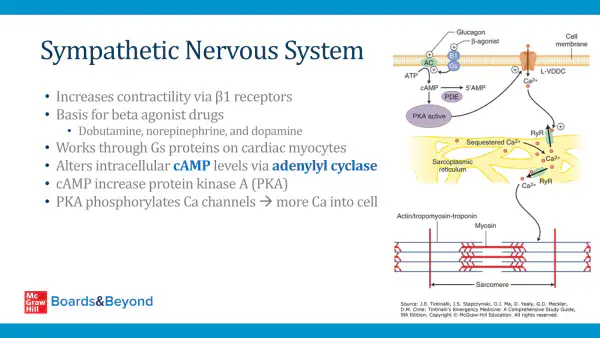 Sympathetic Nervous System
• Increases contractility via β1 receptors
• Basis for beta agonist drugs
• Dobutamine, norepinephrine, and dopamine
• Works through Gs proteins on cardiac myocytes
• Alters intracellular cAMP levels via adenylyl cyclase
• cAMP increase protein kinase A (PKA)
• PKA phosphorylates Ca channels → more Ca into cell
Glucagon
β-agonist
Cell
membrane
AC
B1
Gs
L-VDDC
ATP
cAMP
5'AMP
PDE
Ca2+
PKA active
RyR
Sequestered Ca2+
Ca2+
Sarcoplasmic
reticulum
RyR
Ca2+
Actin/tropomyosin-troponin
Myosin
Sarcomere
Source: J.E. Tintinalli, J.S. Stapczynski, O.J. Ma, D. Yealy, G.D. Meckler,
D.M. Cline: Tintinalli's Emergency Medicine: A Comprehensive Study Guide,
9th Edition: Copyright © McGraw-Hill Education. All rights reserved.
Mc
Graw
Hill
Boards&Beyond